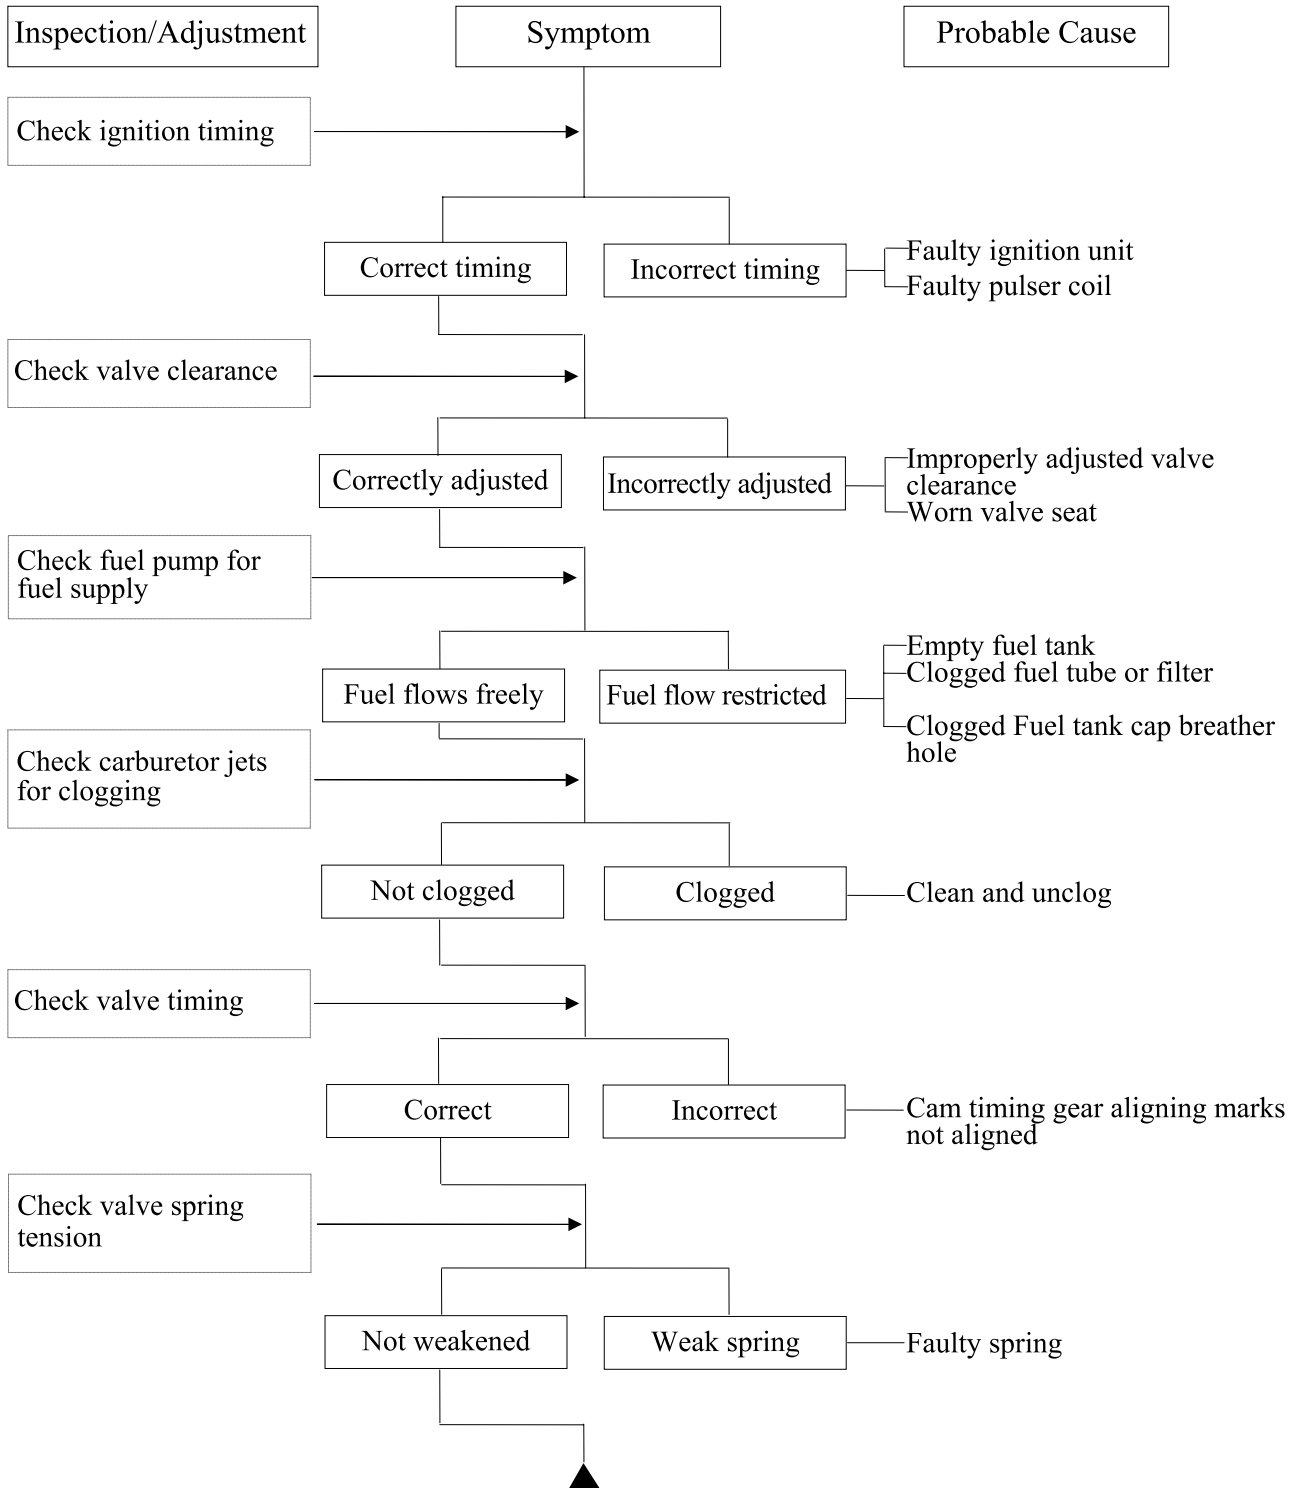 Inspection/Adjustment
Symptom
Probable Cause
Check ignition timing
Correct timing
Incorrect timing
Faulty ignition unit
Faulty pulser coil
Check valve clearance
Correctly adjusted
Incorrectly adjusted
Improperly adjusted valve
clearance
Worn valve seat
Check fuel pump for
fuel supply
Fuel flows freely
Fuel flow restricted
Empty fuel tank
Clogged fuel tube or filter
Clogged Fuel tank cap breather
hole
Check carburetor jets
for clogging
Not clogged
Clogged
Clean and unclog
Check valve timing
Correct
Incorrect
Cam timing gear aligning marks
not aligned
Check valve spring
tension
Not weakened
Weak spring
Faulty spring